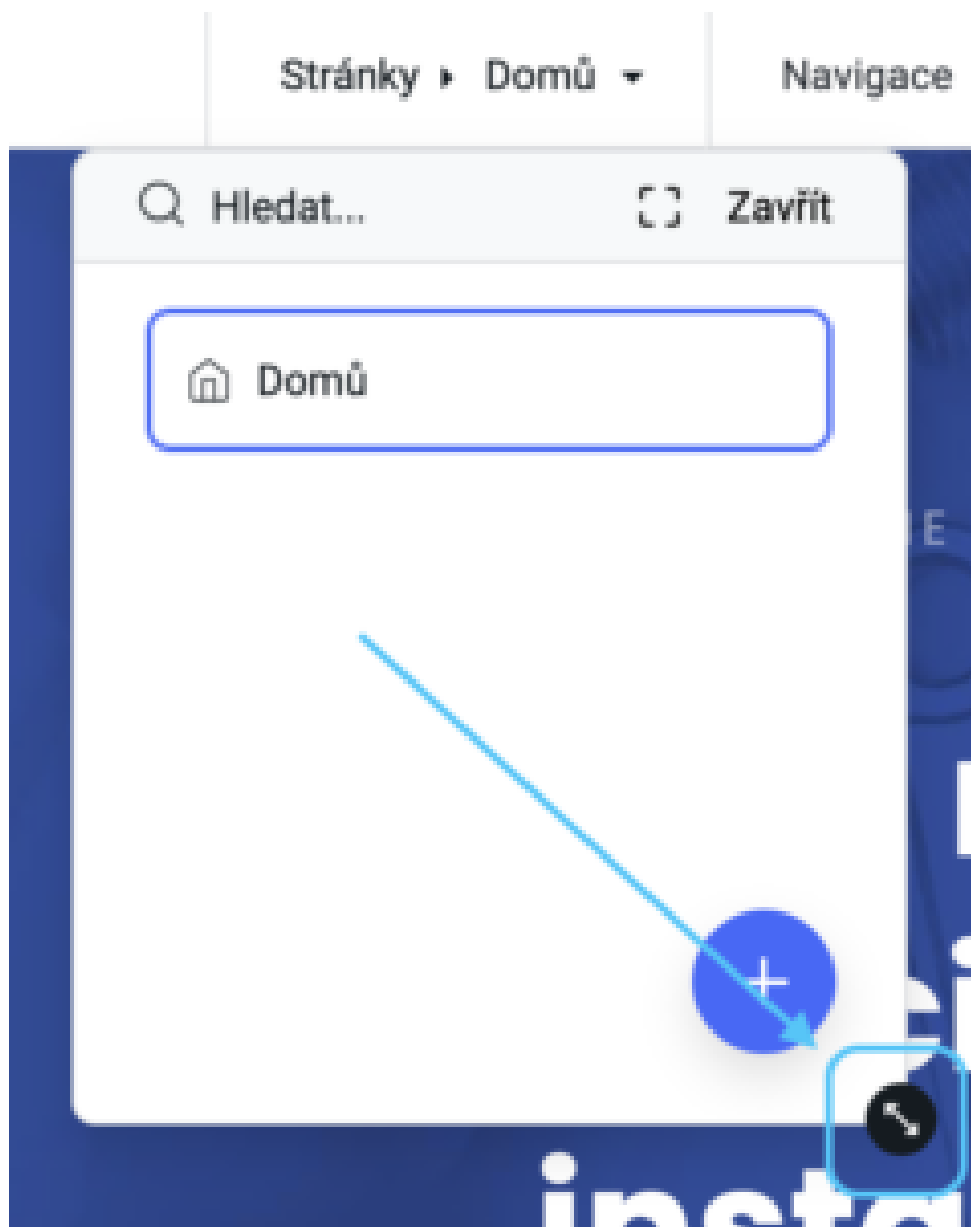 Stránky ▸ Domů ▾ Navigace
Hledat... Zavřít
Domů
E